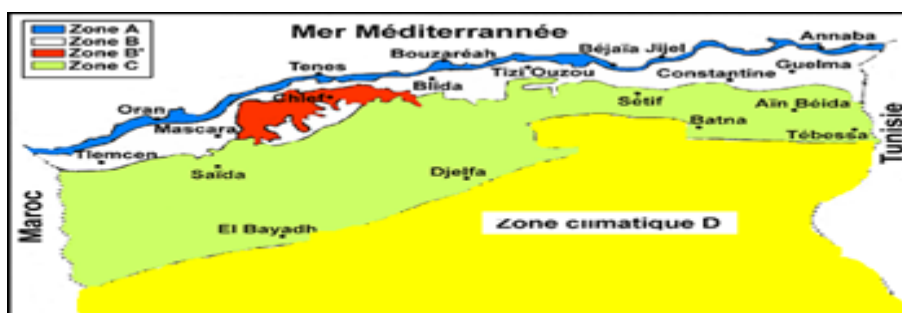 Zone A
Zone B
Zone B'
Zone C
Mer Méditerrannée
Annaba
Bouzaréah
Béjaïa Jijel
Guelma
Tenes
Tizi Ouzou
Constantine
Blida
Chlef
Oran
Sétif
Aïn Béida
Mascara
Batna
Tébessa
Tunisie
Tlemcen
Saïda
Djelfa
Maroc
El Bayadh
Zone climatique D